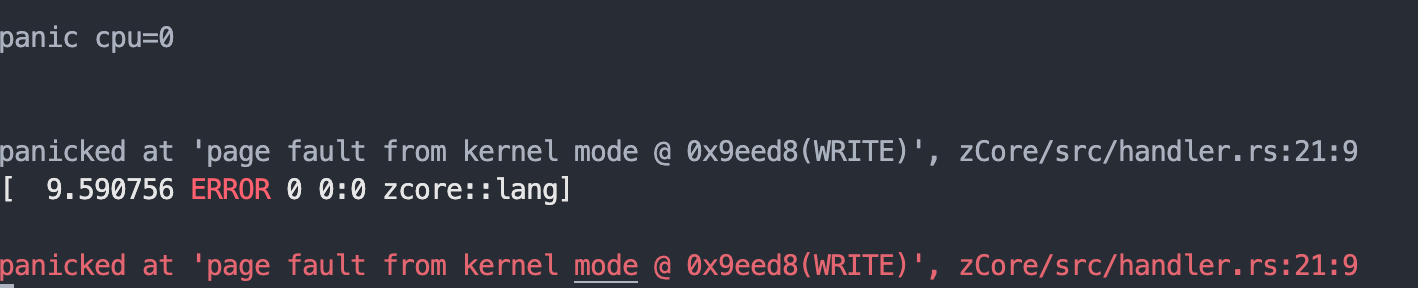 panic cpu=0
panicked at 'page fault from kernel mode @ 0x9eed8(WRITE)', zCore/src/handler.rs:21:9
[  9.590756 ERROR 0 0:0 zcore::lang]
panicked at 'page fault from kernel mode @ 0x9eed8(WRITE)', zCore/src/handler.rs:21:9